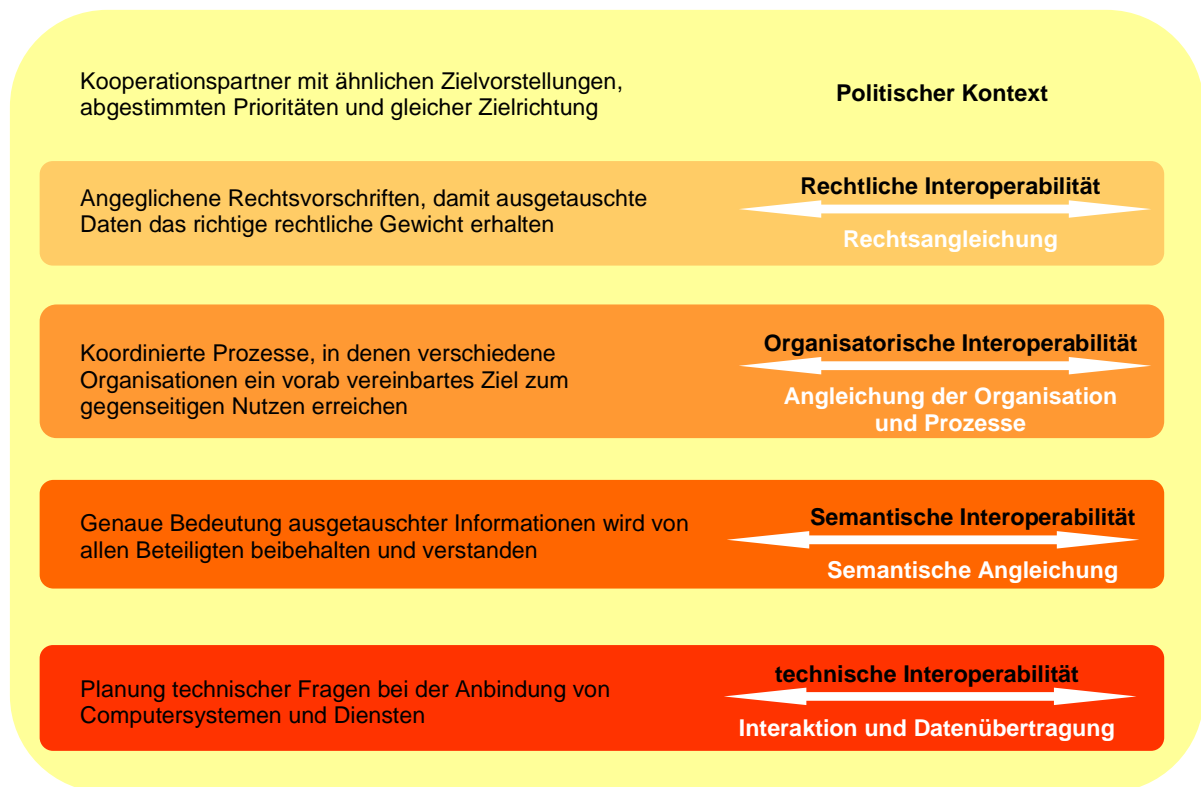 Kooperationspartner mit ähnlichen Zielvorstellungen,
abgestimmten Prioritäten und gleicher Zielrichtung
Politischer Kontext
Angeglichene Rechtsvorschriften, damit ausgetauschte
Daten das richtige rechtliche Gewicht erhalten
Rechtliche Interoperabilität
Rechtsangleichung
Koordinierte Prozesse, in denen verschiedene
Organisationen ein vorab vereinbartes Ziel zum
gegenseitigen Nutzen erreichen
Organisatorische Interoperabilität
Angleichung der Organisation
und Prozesse
Genaue Bedeutung ausgetauschter Informationen wird von
allen Beteiligten beibehalten und verstanden
Semantische Interoperabilität
Semantische Angleichung
Planung technischer Fragen bei der Anbindung von
Computersystemen und Diensten
technische Interoperabilität
Interaktion und Datenübertragung